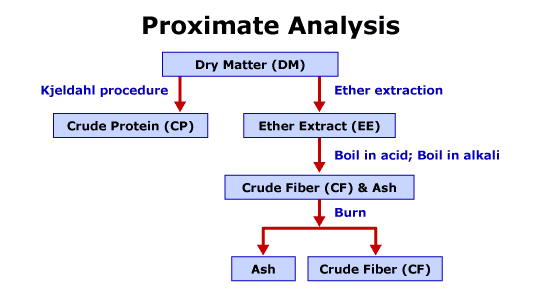 Proximate Analysis
Dry Matter (DM)
Kjeldahl procedure
Ether extraction
Crude Protein (CP)
Ether Extract (EE)
Boil in acid; Boil in alkali
Crude Fiber (CF) & Ash
Burn
Ash
Crude Fiber (CF)